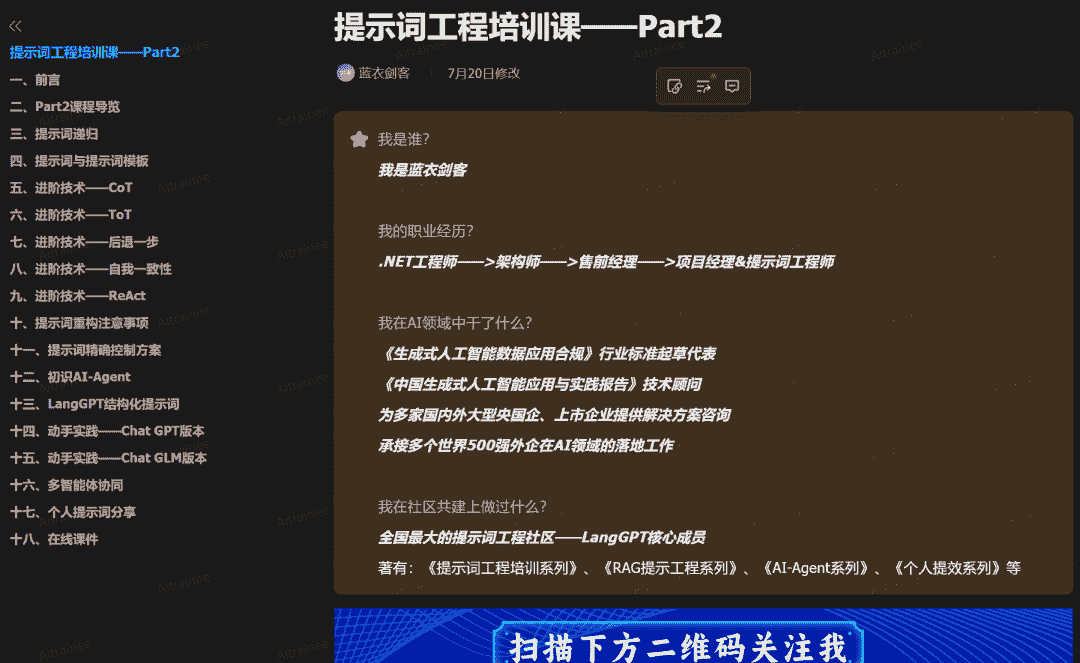 提示词工程培训课——Part2
一、前言
二、Part2课程导览
三、提示词递归
四、提示词与提示词模板
五、进阶技术——CoT
六、进阶技术——ToT
七、进阶技术——后退一步
八、进阶技术——自我一致性
九、进阶技术——ReAct
十、提示词重构注意事项
十一、提示词精确控制方案
十二、初识AI-Agent
十三、LangGPT结构化提示词
十四、动手实践——Chat GPT版本
十五、动手实践——Chat GLM版本
十六、多智能体协同
十七、个人提示词分享
十八、在线课件
提示词工程培训课——Part2
蓝衣剑客 7月20日修改
我是谁?
我是蓝衣剑客
我的职业经历?
.NET工程师——>架构师——>售前经理——>项目经理&提示词工程师
我在AI领域中干了什么?
《生成式人工智能数据应用合规》行业标准起草代表
《中国生成式人工智能应用与实践报告》技术顾问
为多家国内外大型央国企、上市企业提供解决方案咨询
承接多个世界500强外企在AI领域的落地工作
我在社区共建上做过什么?
全国最大的提示词工程社区——LangGPT核心成员
著有:《提示词工程培训系列》、《RAG提示工程系列》、《AI-Agent系列》、《个人提效系列》等
扫描下方二维码关注我
Aitrainee